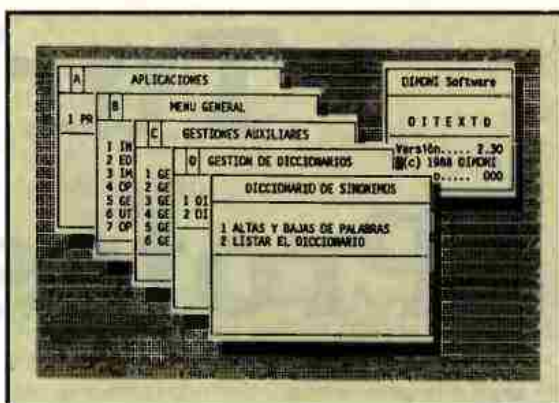 A APLICACIONES
1 PR
B MENU GENERAL
1 IN
2 ED
3 IM
4 OP
5 GE
6 UT
7 OP
C GESTIONES AUXILIARES
1 GE
2 GE
3 GE
4 GE
5 GE
6 GE
D GESTION DE DICCIONARIOS
1 DI
2 DI
DICCIONARIO DE SINONIMOS
1 ALTAS Y BAJAS DE PALABRAS
2 LISTAR EL DICCIONARIO
DIMONI Software
DITEXTO
Versión..... 2.30
(c) 1988 DIMONI
o..... 000